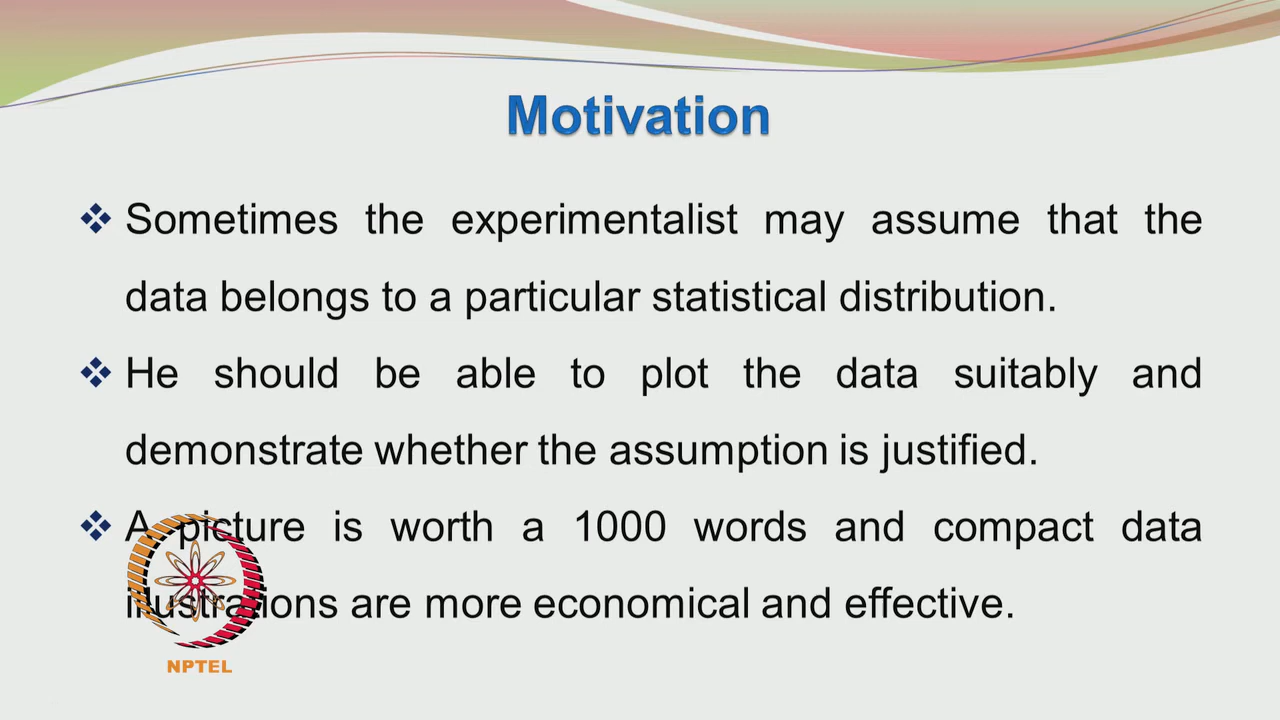 Motivation
❖ Sometimes the experimentalist may assume that the
data belongs to a particular statistical distribution.
❖ He should be able to plot the data suitably and
demonstrate whether the assumption is justified.
❖ A picture is worth a 1000 words and compact data
illustrations are more economical and effective.
NPTEL